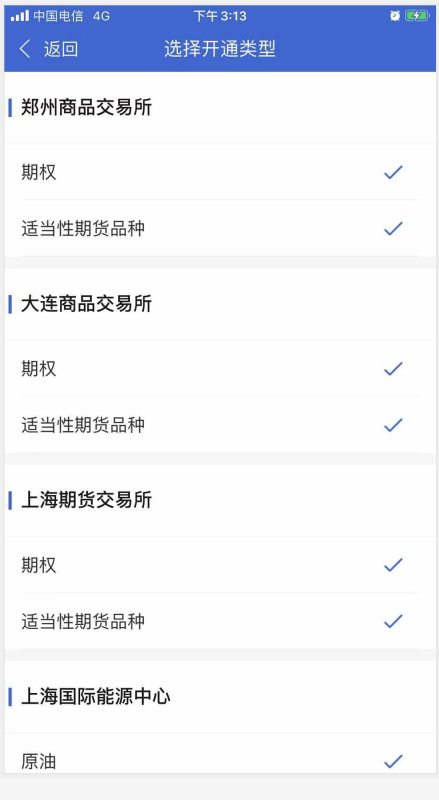 中国电信 4G 下午3:13
返回 选择开通类型
郑州商品交易所
期权
适当性期货品种
大连商品交易所
期权
适当性期货品种
上海期货交易所
期权
适当性期货品种
上海国际能源中心
原油